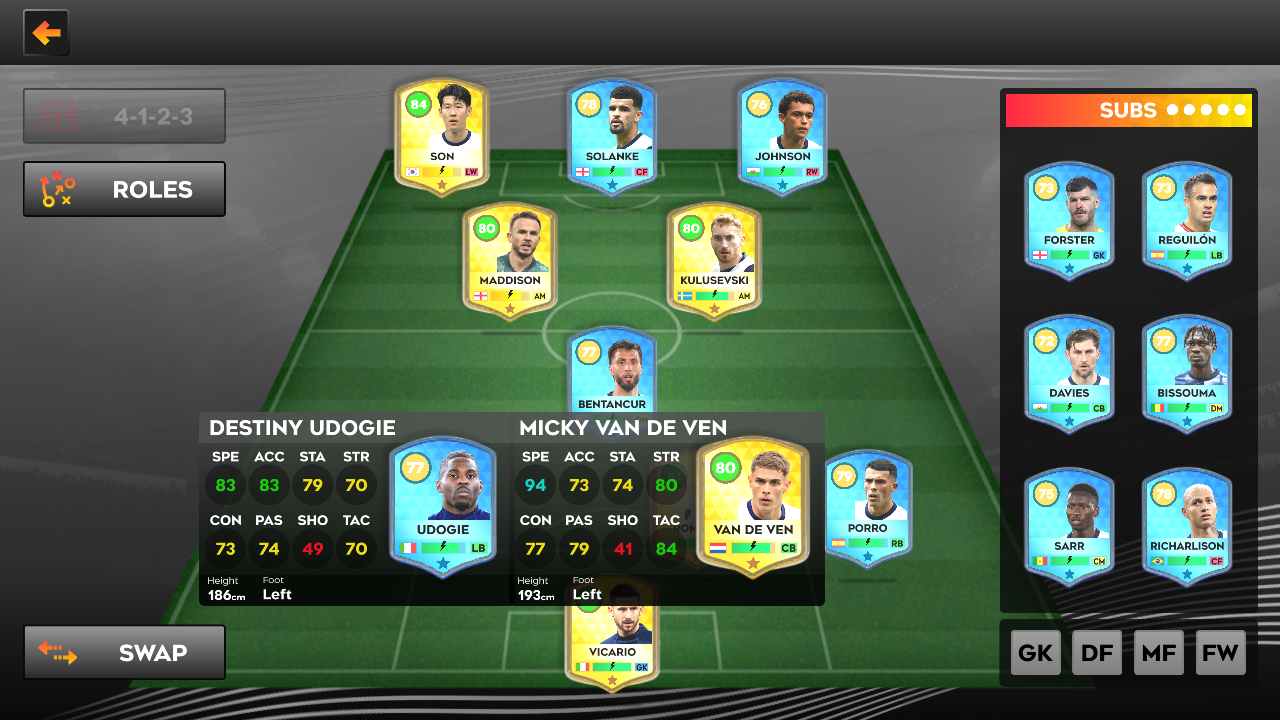 4-1-2-3
ROLES
84
SON
LW
78
SOLANKE
CF
76
JOHNSON
RW
80
MADDISON
AM
80
KULUSEVSKI
AM
77
BENTANCUR
DESTINY UDOGIE
SPE ACC STA STR
83 83 79 70
CON PAS SHO TAC
73 74 49 70
Height Foot
186cm Left
77
UDOGIE
LB
MICKY VAN DE VEN
SPE ACC STA STR
94 73 74 80
CON PAS SHO TAC
77 79 41 84
Height Foot
193cm Left
80
VAN DE VEN
CB
79
PORRO
RB
VICARIO
GK
SWAP
SUBS
73
FORSTER
GK
73
REGUILÓN
LB
72
DAVIES
CB
77
BISSOUMA
DM
75
SARR
CM
78
RICHARLISON
CF
GK DF MF FW